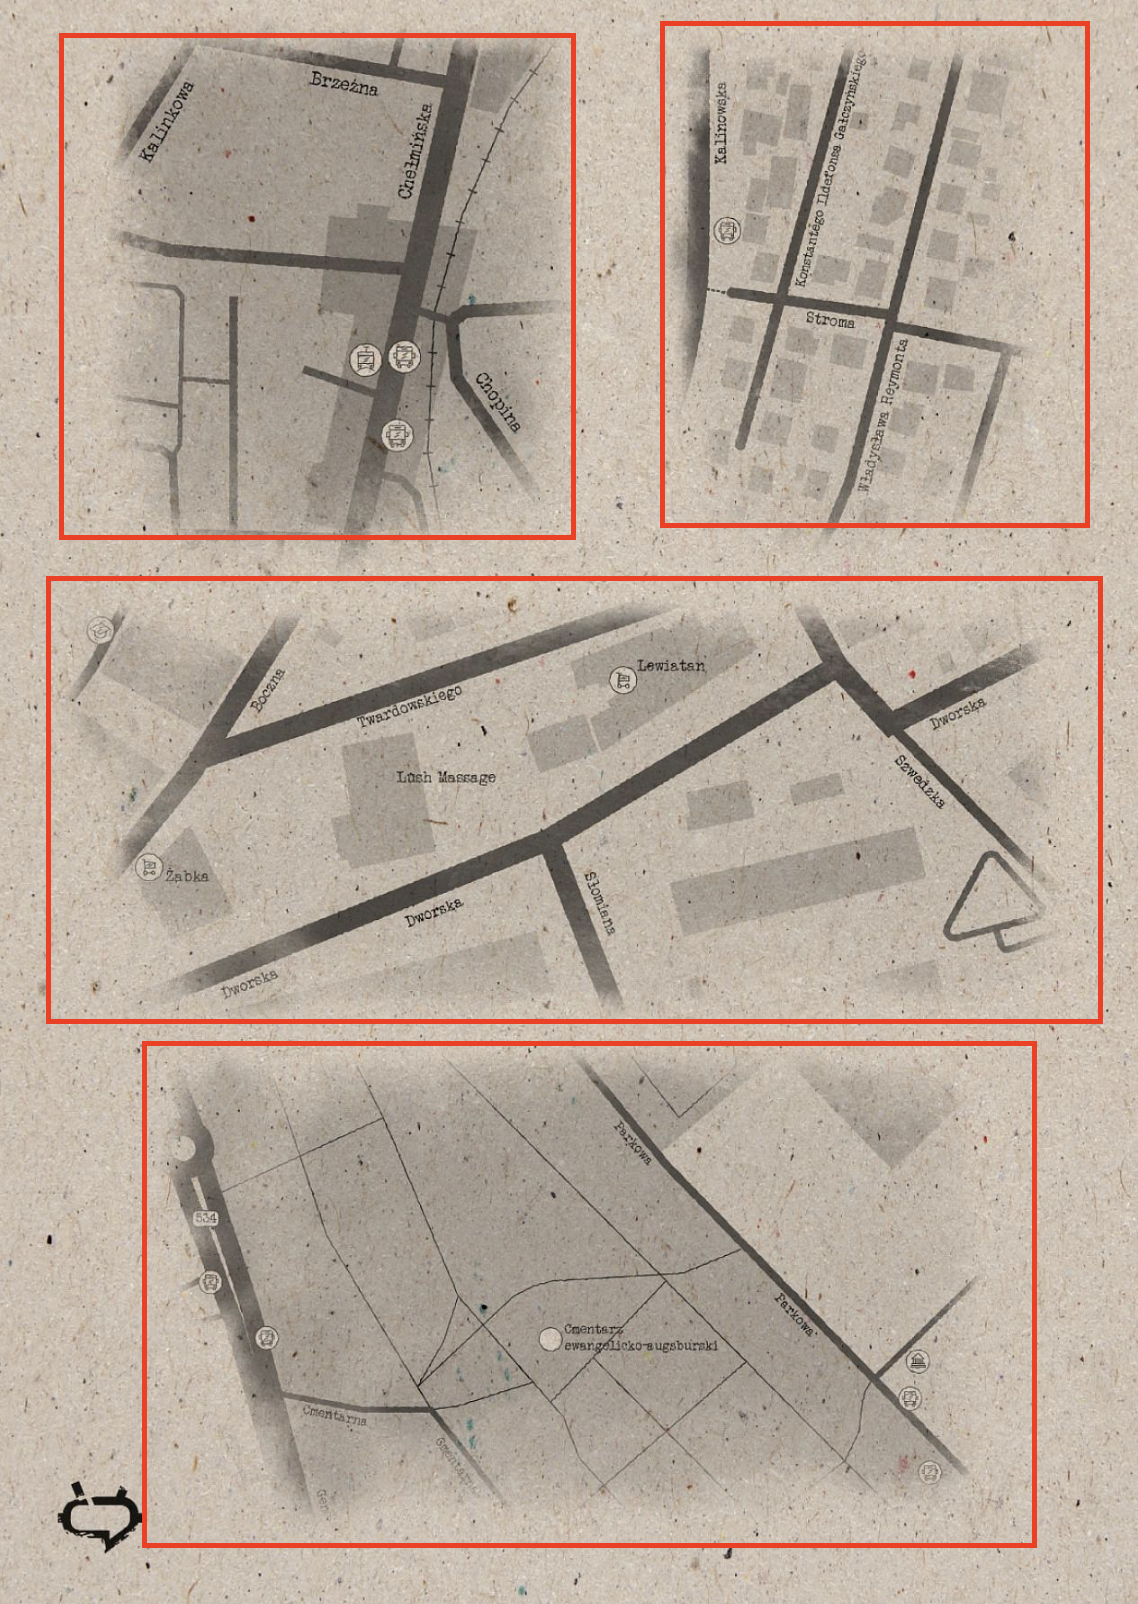 Brzeźna
Kalinkowa
Chełmińska
Chopina
Kalinowska
Konstantego Ildefonsa Gałczyńskiego
Stroma
Władysława Reymonta
Boczna
Twardowskiego
Lewiatan
Lush Massage
Żabka
Dworska
Dworska
Słomiana
Dworska
Szwedzka
Parkowa
534
Parkowa
Cmentarz
ewangelicko-augsburski
Cmentarna
Cmentarna